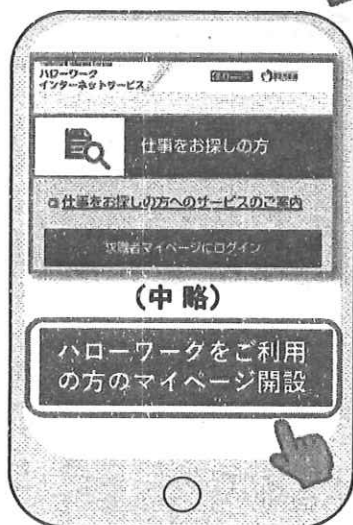 ハローワーク
インターネットサービス
仕事をお探しの方
仕事をお探しの方へのサービスのご案内
求職者マイページにログイン
(中 略)
ハローワークをご利用
の方のマイページ開設